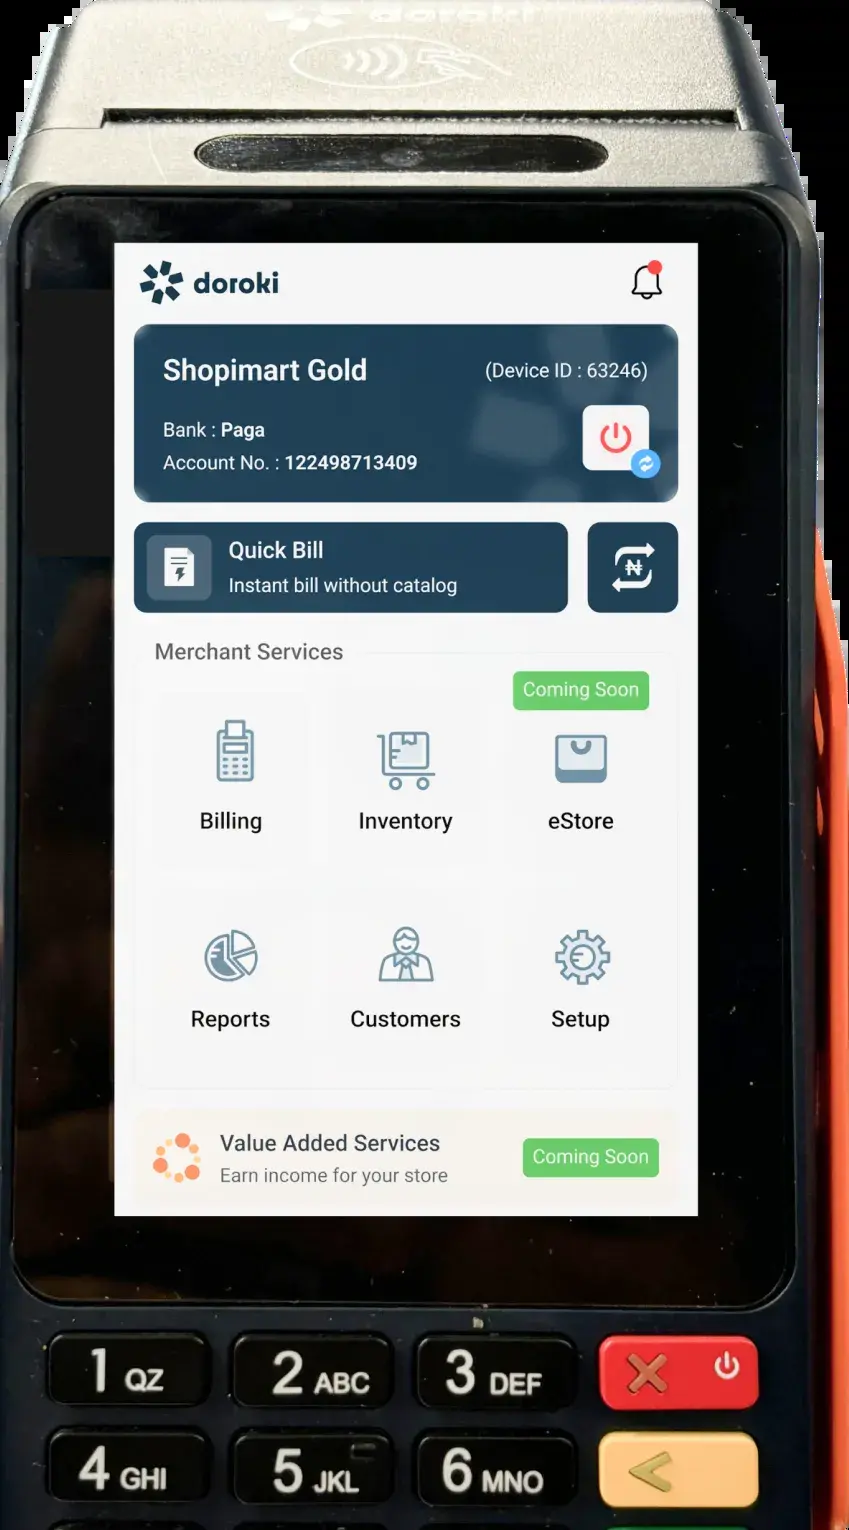 doroki
doroki
Shopimart Gold
(Device ID : 63246)
Bank : Paga
Account No. : 122498713409
Quick Bill
Instant bill without catalog
₦
Merchant Services
Coming Soon
Billing
Inventory
eStore
Reports
Customers
Setup
Value Added Services
Earn income for your store
Coming Soon
1 QZ
2 ABC
3 DEF
4 GHI
5 JKL
6 MNO